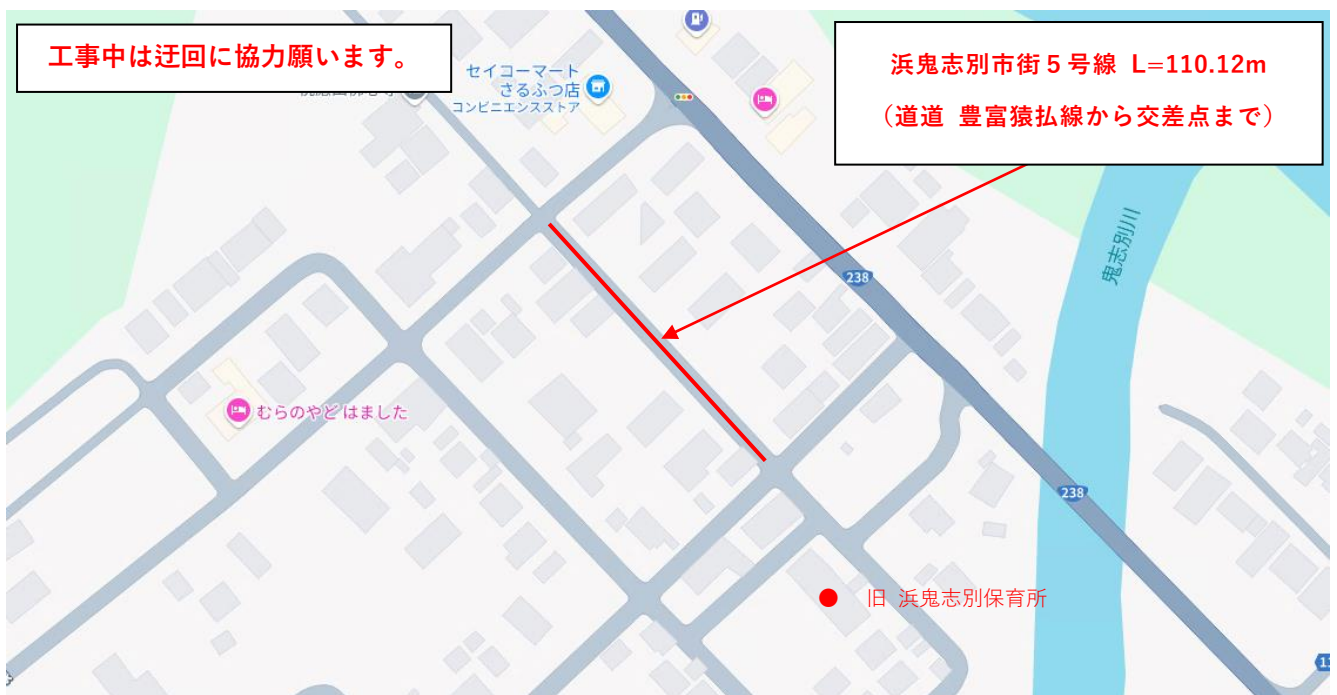 工事中は迂回に協力願います。
浜鬼志別市街5号線 L=110.12m
(道道 豊富猿払線から交差点まで)
セイコーマート
さるふつ店
コンビニエンスストア
鬼志別川
238
むらのやど はました
238
旧 浜鬼志別保育所